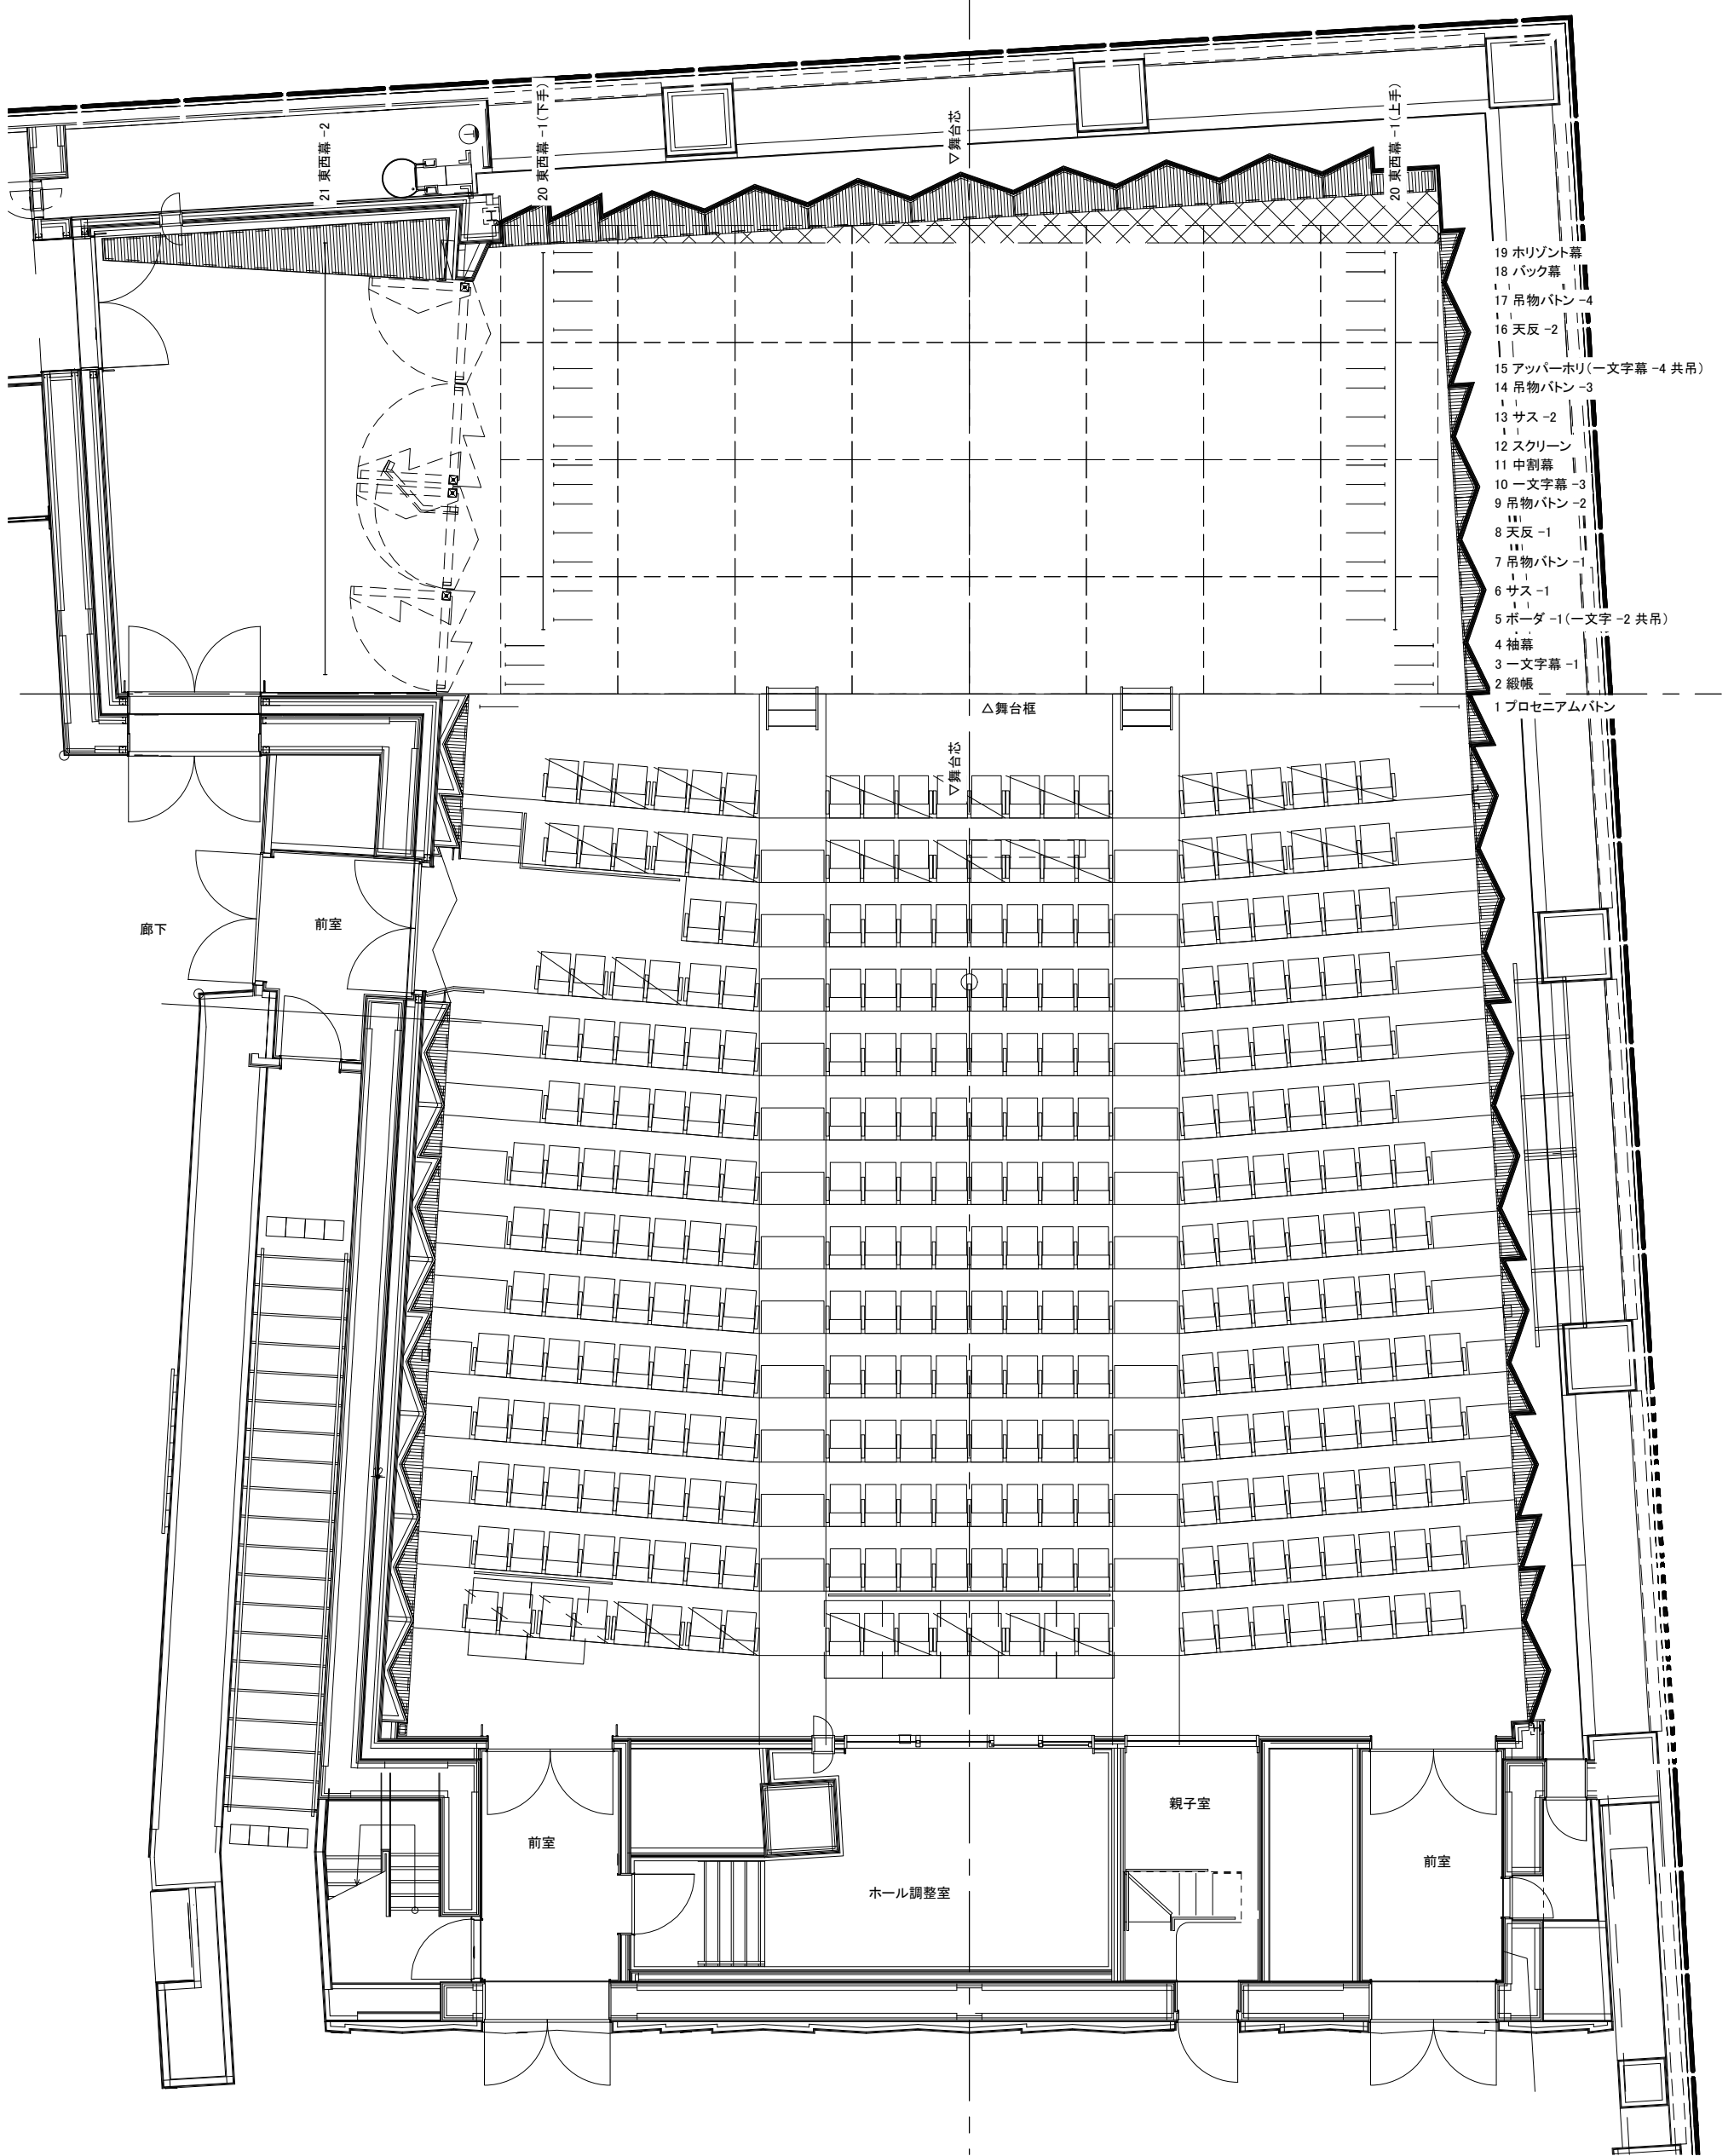 21 東西幕 -2
20 東西幕 -1(下手)
▽舞台芯
20 東西幕 -1(上手)
19 ホリゾント幕
18 バック幕
17 吊物バトン -4
16 天反 -2
15 アッパーホリ(一文字幕 -4 共吊)
14 吊物バトン -3
13 サス -2
12 スクリーン
11 中割幕
10 一文字幕 -3
9 吊物バトン -2
8 天反 -1
7 吊物バトン -1
6 サス -1
5 ボーダ -1(一文字 -2 共吊)
4 袖幕
3 一文字幕 -1
2 緞帳
1 プロセニアムバトン
△舞台框
▽舞台芯
廊下
前室
12
前室
ホール調整室
親子室
前室